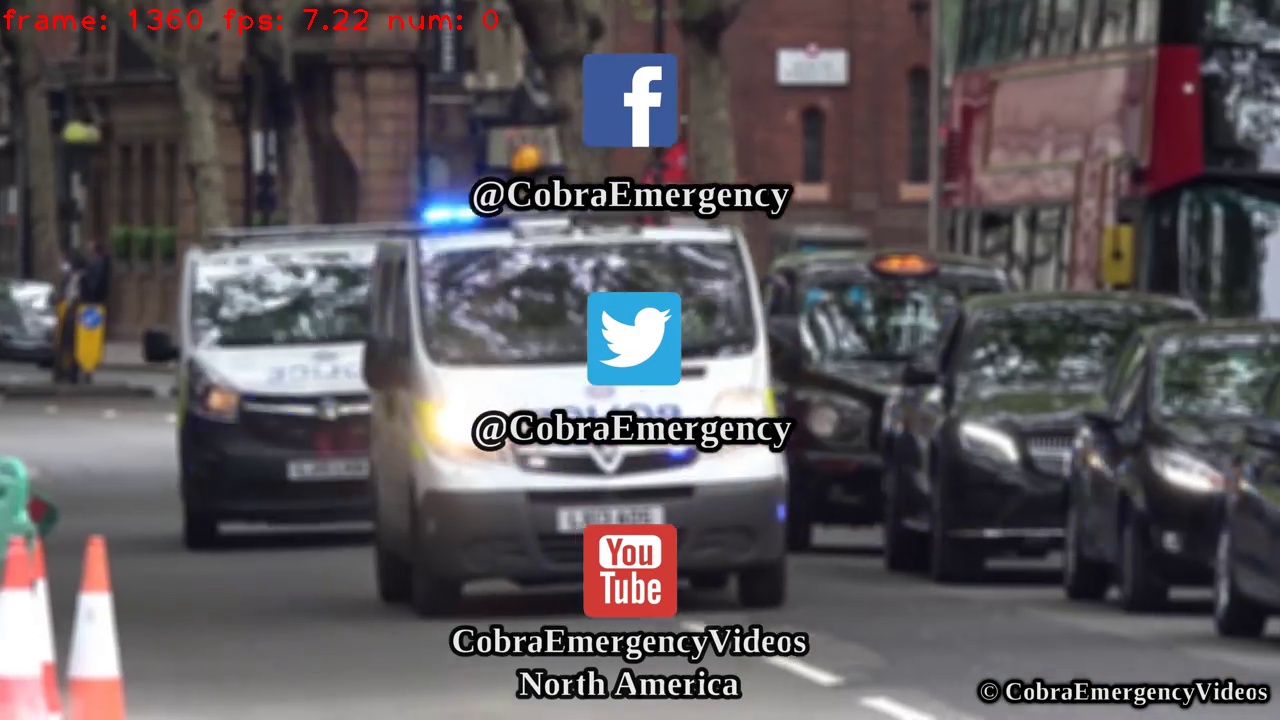 frame: 1360 fps: 7.22 num: 0
f
@CobraEmergency
@CobraEmergency
You
Tube
CobraEmergencyVideos
North America
© CobraEmergencyVideos